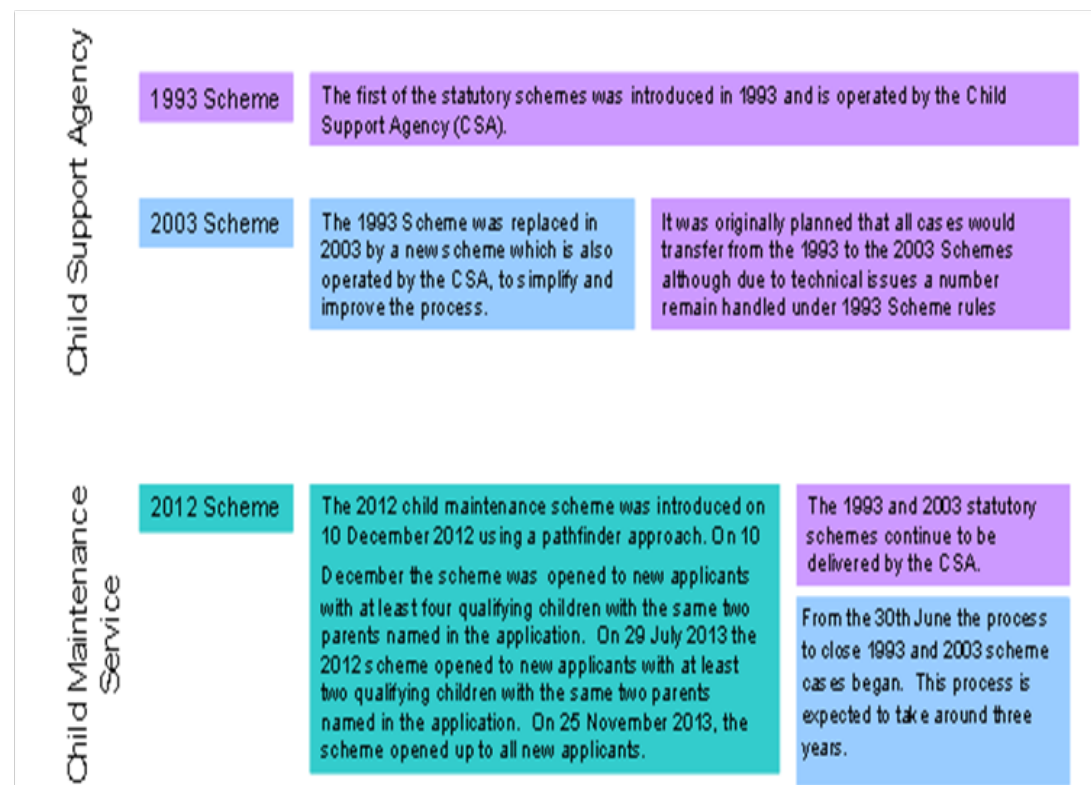 Child Support Agency
1993 Scheme
The first of the statutory schemes was introduced in 1993 and is operated by the Child
Support Agency (CSA).
2003 Scheme
The 1993 Scheme was replaced in
2003 by a new scheme which is also
operated by the CSA, to simplify and
improve the process.
It was originally planned that all cases would
transfer from the 1993 to the 2003 Schemes
although due to technical issues a number
remain handled under 1993 Scheme rules
Child Maintenance
Service
2012 Scheme
The 2012 child maintenance scheme was introduced on
10 December 2012 using a pathfinder approach. On 10
December the scheme was opened to new applicants
with at least four qualifying children with the same two
parents named in the application. On 29 July 2013 the
2012 scheme opened to new applicants with at least
two qualifying children with the same two parents
named in the application. On 25 November 2013, the
scheme opened up to all new applicants.
The 1993 and 2003 statutory
schemes continue to be
delivered by the CSA.
From the 30th June the process
to close 1993 and 2003 scheme
cases began. This process is
expected to take around three
years.